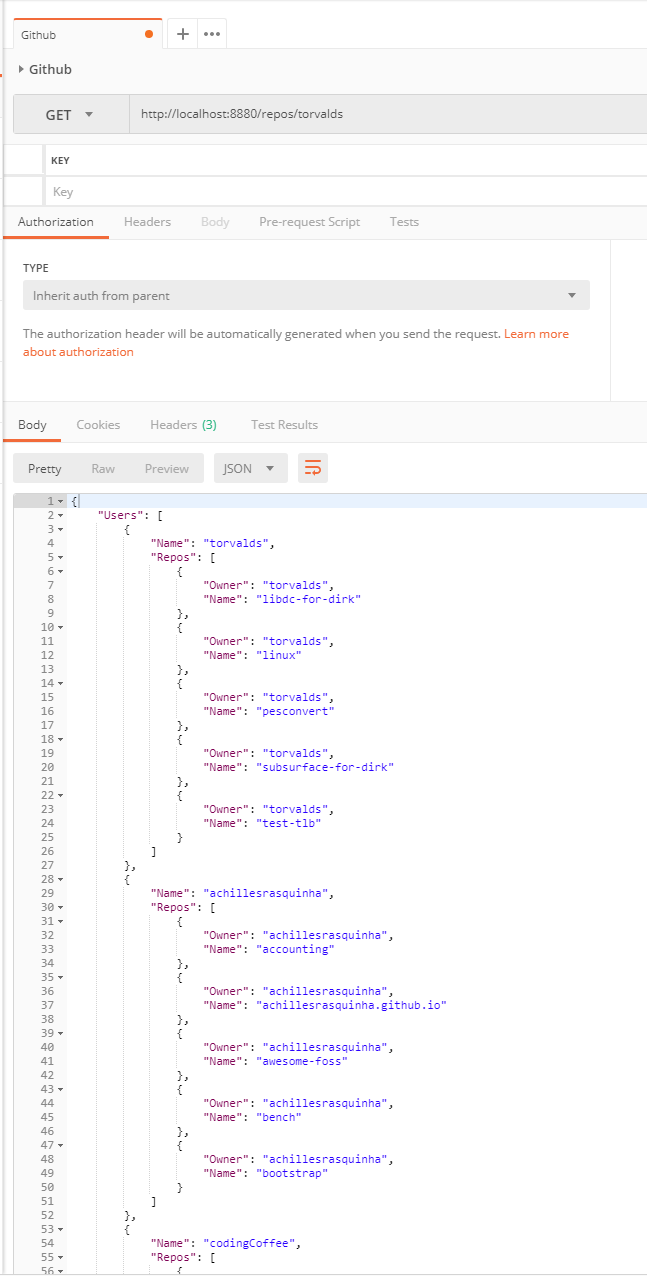 Github
Github
GET http://localhost:8880/repos/torvalds
KEY
Key
Authorization Headers Body Pre-request Script Tests
TYPE
Inherit auth from parent
The authorization header will be automatically generated when you send the request. Learn more
about authorization
Body Cookies Headers (3) Test Results
Pretty Raw Preview JSON
1 {
2 "Users": [
3 {
4 "Name": "torvalds",
5 "Repos": [
6 {
7 "Owner": "torvalds",
8 "Name": "libdc-for-dirk"
9 },
10 {
11 "Owner": "torvalds",
12 "Name": "linux"
13 },
14 {
15 "Owner": "torvalds",
16 "Name": "pesconvert"
17 },
18 {
19 "Owner": "torvalds",
20 "Name": "subsurface-for-dirk"
21 },
22 {
23 "Owner": "torvalds",
24 "Name": "test-tlb"
25 }
26 ]
27 },
28 {
29 "Name": "achillesrasquinha",
30 "Repos": [
31 {
32 "Owner": "achillesrasquinha",
33 "Name": "accounting"
34 },
35 {
36 "Owner": "achillesrasquinha",
37 "Name": "achillesrasquinha.github.io"
38 },
39 {
40 "Owner": "achillesrasquinha",
41 "Name": "awesome-foss"
42 },
43 {
44 "Owner": "achillesrasquinha",
45 "Name": "bench"
46 },
47 {
48 "Owner": "achillesrasquinha",
49 "Name": "bootstrap"
50 }
51 ]
52 },
53 {
54 "Name": "codingCoffee",
55 "Repos": [
56 {